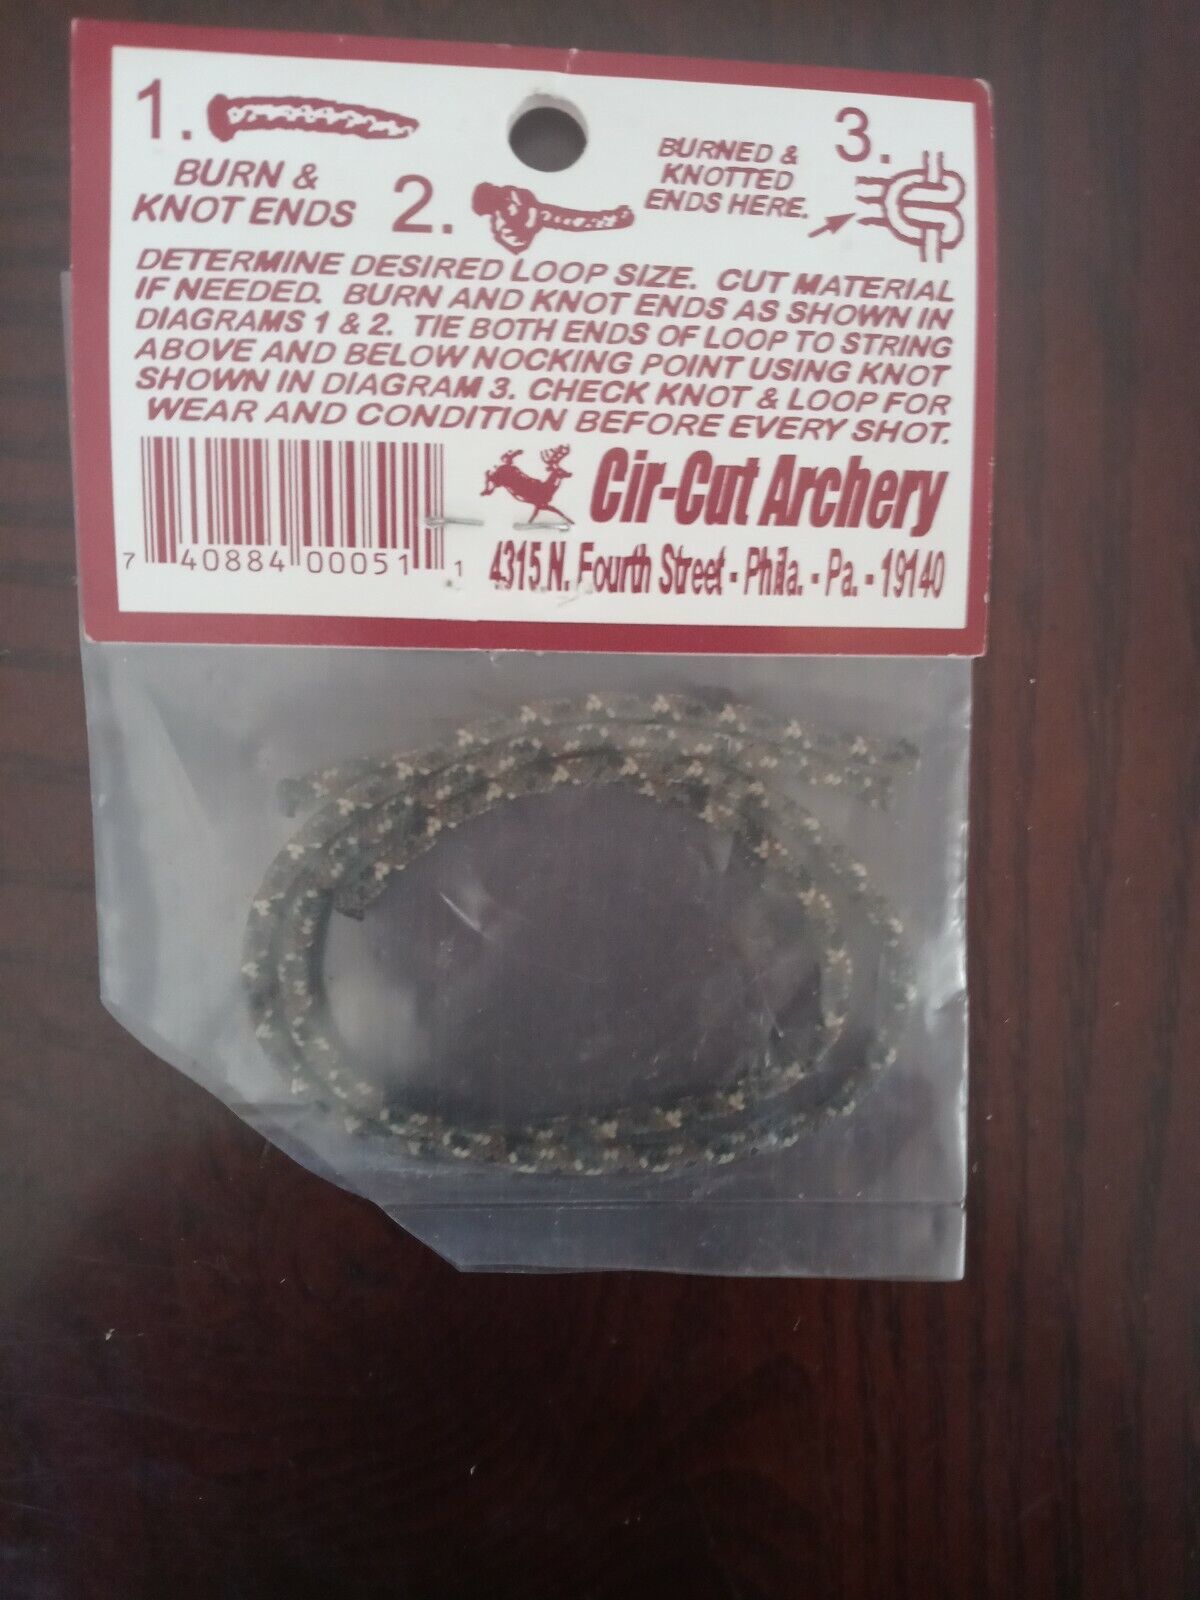 1.
BURN &
KNOT ENDS
2.
BURNED &
KNOTTED
ENDS HERE.
3.
DETERMINE DESIRED LOOP SIZE. CUT MATERIAL
IF NEEDED. BURN AND KNOT ENDS AS SHOWN IN
DIAGRAMS 1 & 2. TIE BOTH ENDS OF LOOP TO STRING
ABOVE AND BELOW NOCKING POINT USING KNOT
SHOWN IN DIAGRAM 3. CHECK KNOT & LOOP FOR
WEAR AND CONDITION BEFORE EVERY SHOT.
Cir-Cut Archery
7 40884 00051 1
4315 N. Fourth Street - Phila. - Pa. - 19140